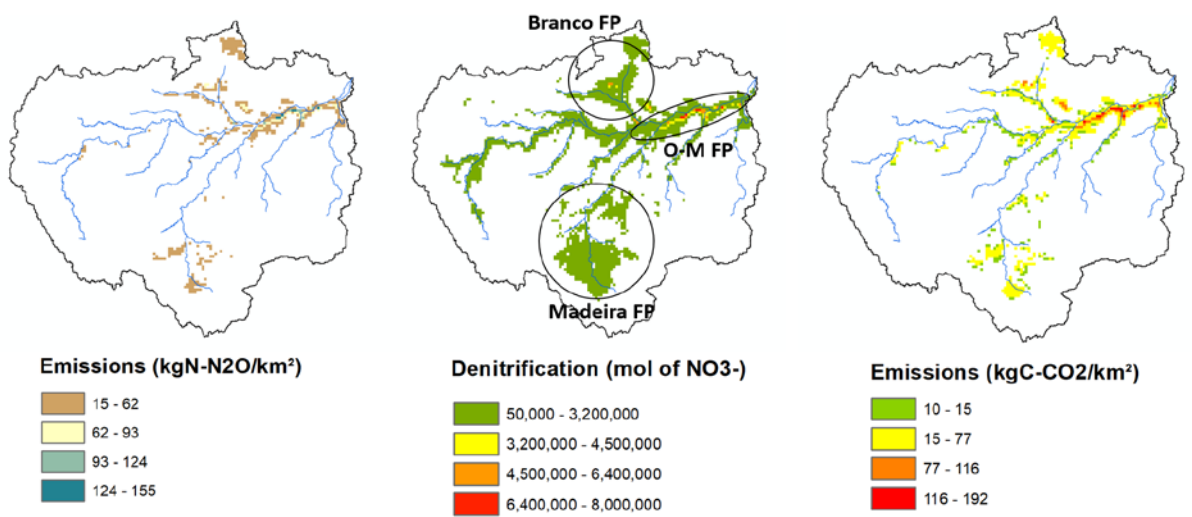 Branco FP
O-M FP
Madeira FP
Emissions (kgN-N2O/km²)
15 - 62
62 - 93
93 - 124
124 - 155
Denitrification (mol of NO3-)
50,000 - 3,200,000
3,200,000 - 4,500,000
4,500,000 - 6,400,000
6,400,000 - 8,000,000
Emissions (kgC-CO2/km²)
10 - 15
15 - 77
77 - 116
116 - 192